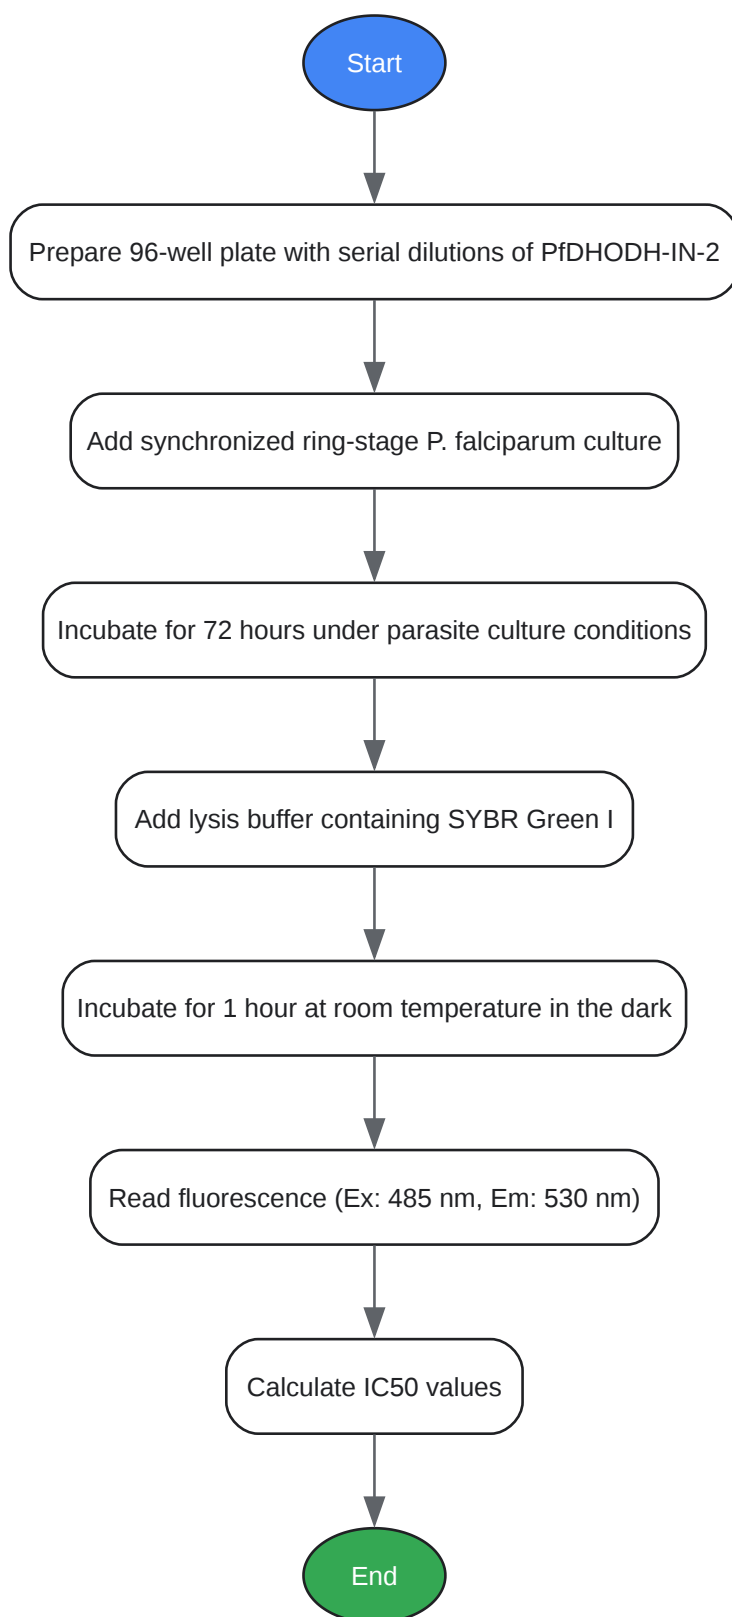 Start
Prepare 96-well plate with serial dilutions of PfDHODH-IN-2
Add synchronized ring-stage P. falciparum culture
Incubate for 72 hours under parasite culture conditions
Add lysis buffer containing SYBR Green I
Incubate for 1 hour at room temperature in the dark
Read fluorescence (Ex: 485 nm, Em: 530 nm)
Calculate IC50 values
End